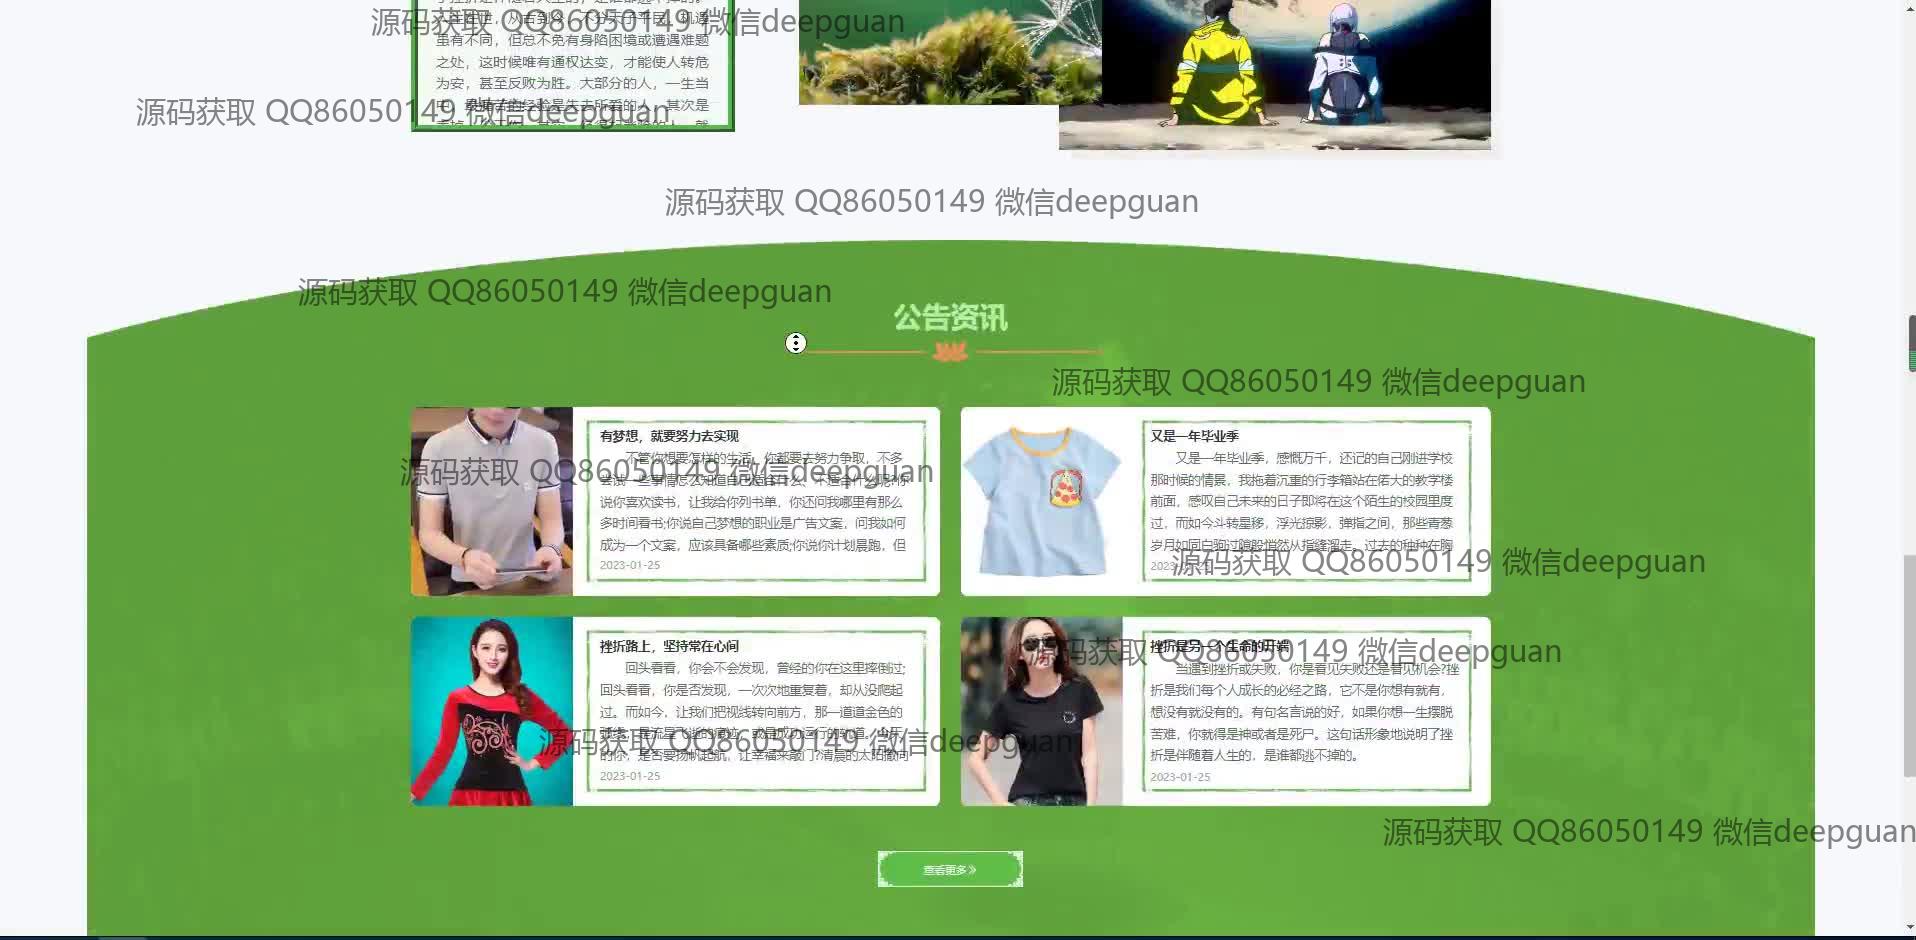 源码获取 QQ86050149 微信deepguan
虽有不同，但总不免有身陷困境或遭遇难题
之处，这时候唯有通权达变，才能使人转危
为安，甚至反败为胜。大部分的人，一生当
源码获取 QQ86050149 微信deepguan
源码获取 QQ86050149 微信deepguan
源码获取 QQ86050149 微信deepguan
公告资讯
源码获取 QQ86050149 微信deepguan
有梦想，就要努力去实现
不管你想要怎样的生活，你都要去努力争取，不多
源码获取 QQ86050149 微信deepguan
说你喜欢读书，让我给你列书单，你还问我哪里有那么
多时间看书;你说自己梦想的职业是广告文案，问我如何
成为一个文案，应该具备哪些素质;你说你计划晨跑，但
2023-01-25
又是一年毕业季
又是一年毕业季，感慨万千，还记的自己刚进学校
那时候的情景，我拖着沉重的行李箱站在偌大的教学楼
前面，感叹自己未来的日子即将在这个陌生的校园里度
过，而如今斗转星移，浮光掠影，弹指之间，那些青葱
岁月如同白驹过隙般悄然从指缝溜走。过去的种种在胸
源码获取 QQ86050149 微信deepguan
挫折路上，坚持常在心间
回头看看，你会不会发现，曾经的你在这里摔倒过;
回头看看，你是否发现，一次次地重复着，却从没爬起
过。而如今，让我们把视线转向前方，那一道道金色的
源码获取 QQ86050149 微信deepguan
的你，是否要扬帆起航，让幸福来敲门?清晨的太阳撒向
2023-01-25
挫折是另一个生命的开端
源码获取 QQ86050149 微信deepguan
当遇到挫折或失败，你是看见失败还是看见机会?挫
折是我们每个人成长的必经之路，它不是你想有就有，
想没有就没有的。有句名言说的好，如果你想一生摆脱
苦难，你就得是神或者是死尸。这句话形象地说明了挫
折是伴随着人生的，是谁都逃不掉的。
2023-01-25
源码获取 QQ86050149 微信deepguan
查看更多》